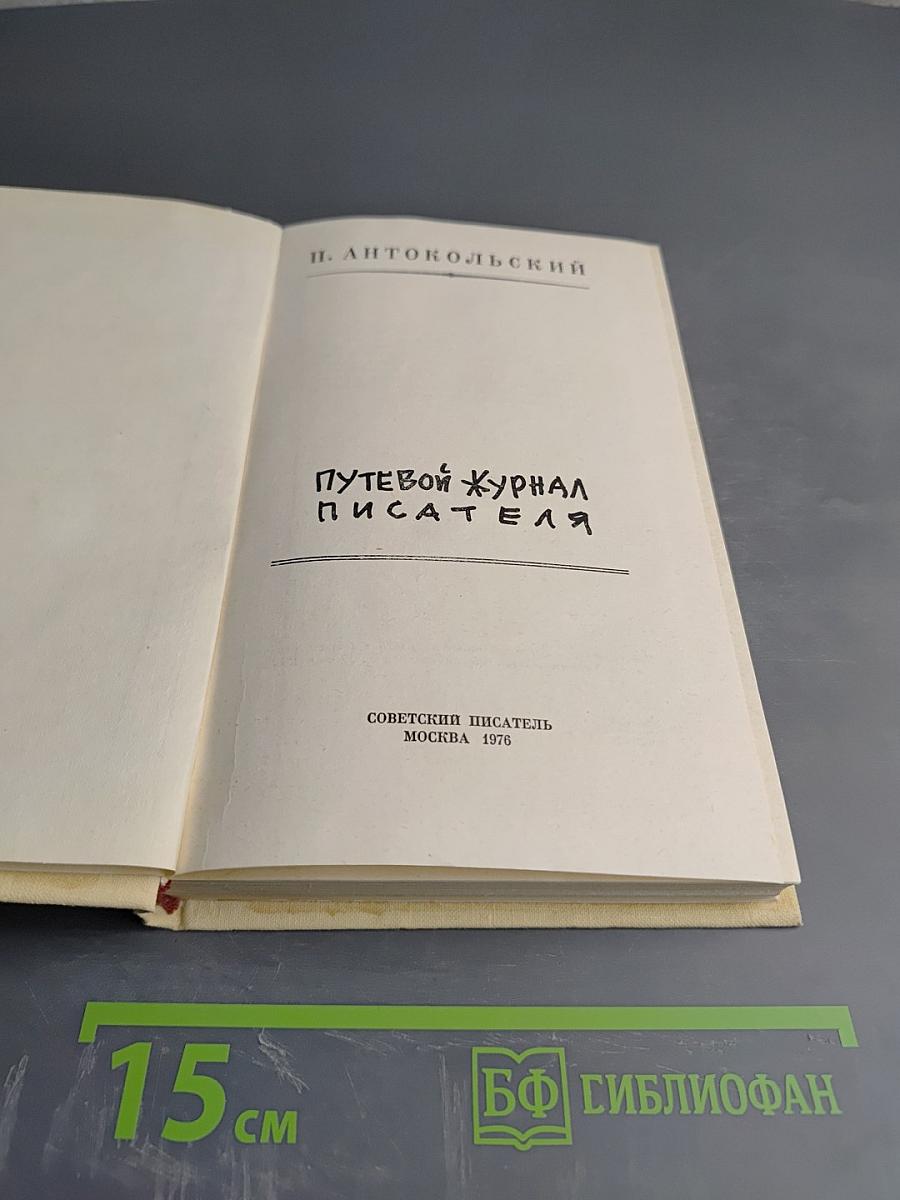 П. АНТОКОЛЬСКИЙ
ПУТЕВОЙ ЖУРНАЛ
ПИСАТЕЛЯ
СОВЕТСКИЙ ПИСАТЕЛЬ
МОСКВА 1976
15 см
БФ БИБЛИОФАН